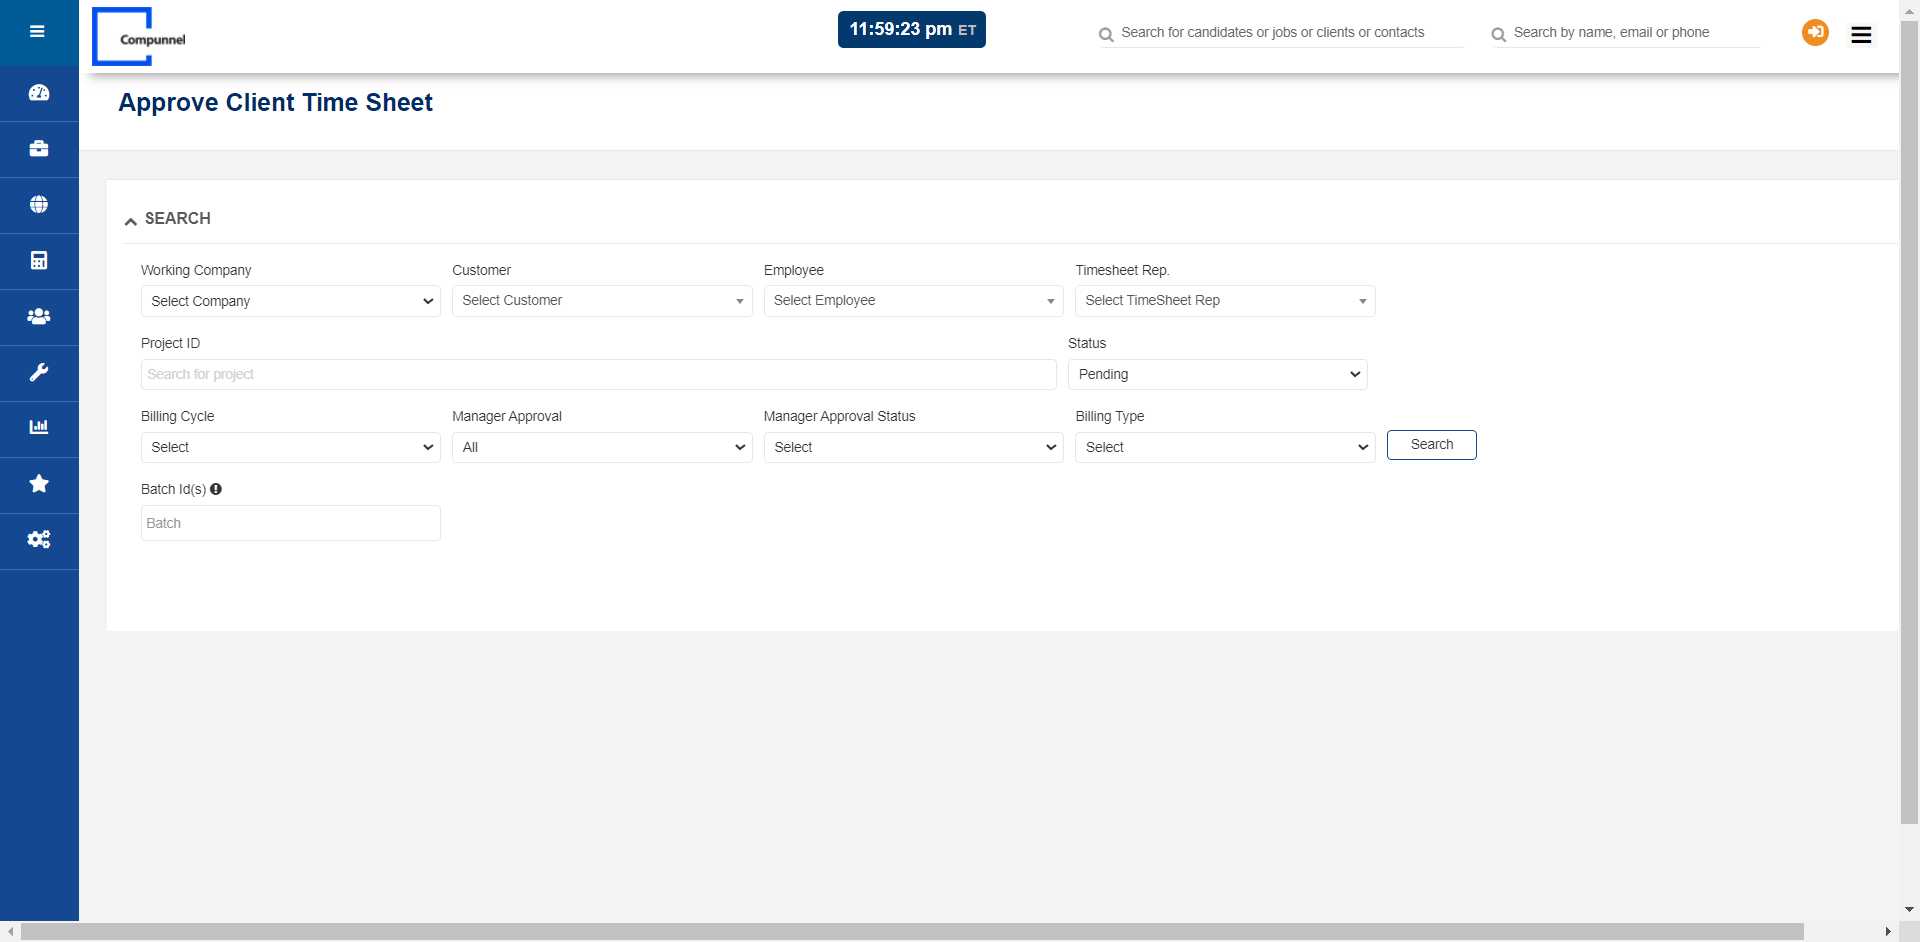 Compunnel
11:59:23 pm ET
Search for candidates or jobs or clients or contacts
Search by name, email or phone
Approve Client Time Sheet
SEARCH
Working Company
Customer
Employee
Timesheet Rep.
Select Company
Select Customer
Select Employee
Select TimeSheet Rep
Project ID
Status
Search for project
Pending
Billing Cycle
Manager Approval
Manager Approval Status
Billing Type
Select
All
Select
Select
Search
Batch Id(s)
Batch